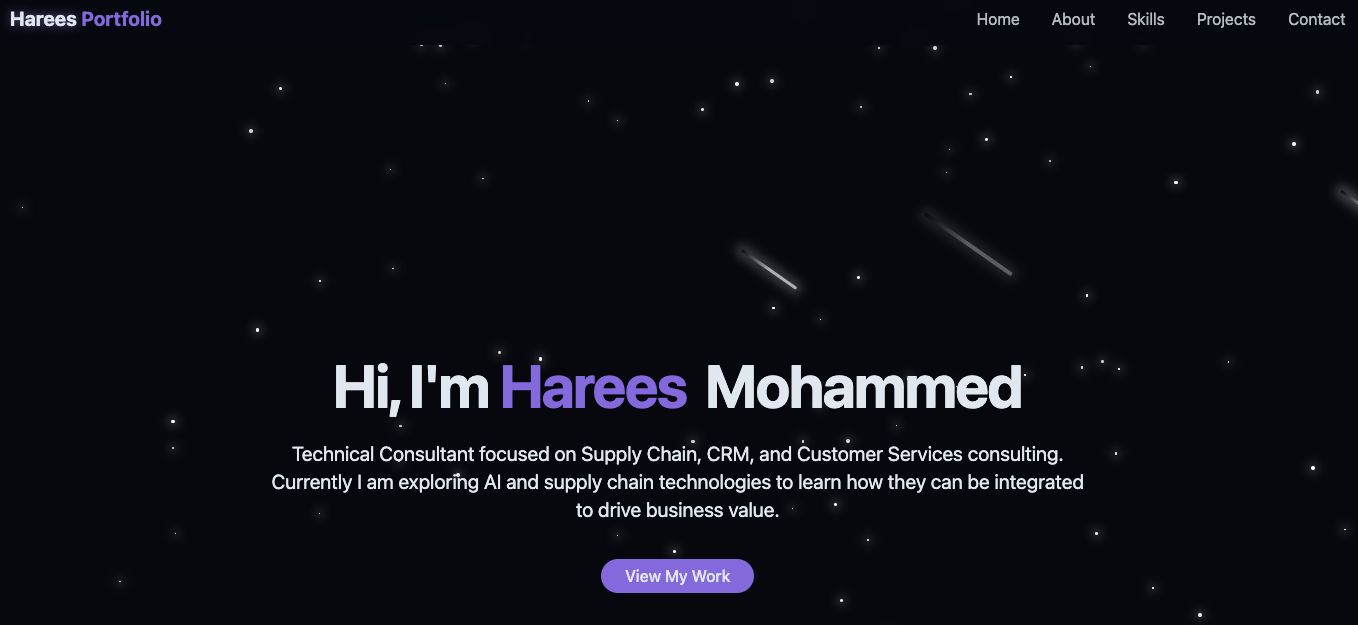 Harees Portfolio
Home About Skills Projects Contact
Hi, I'm Harees Mohammed
Technical Consultant focused on Supply Chain, CRM, and Customer Services consulting.
Currently I am exploring AI and supply chain technologies to learn how they can be integrated
to drive business value.
View My Work